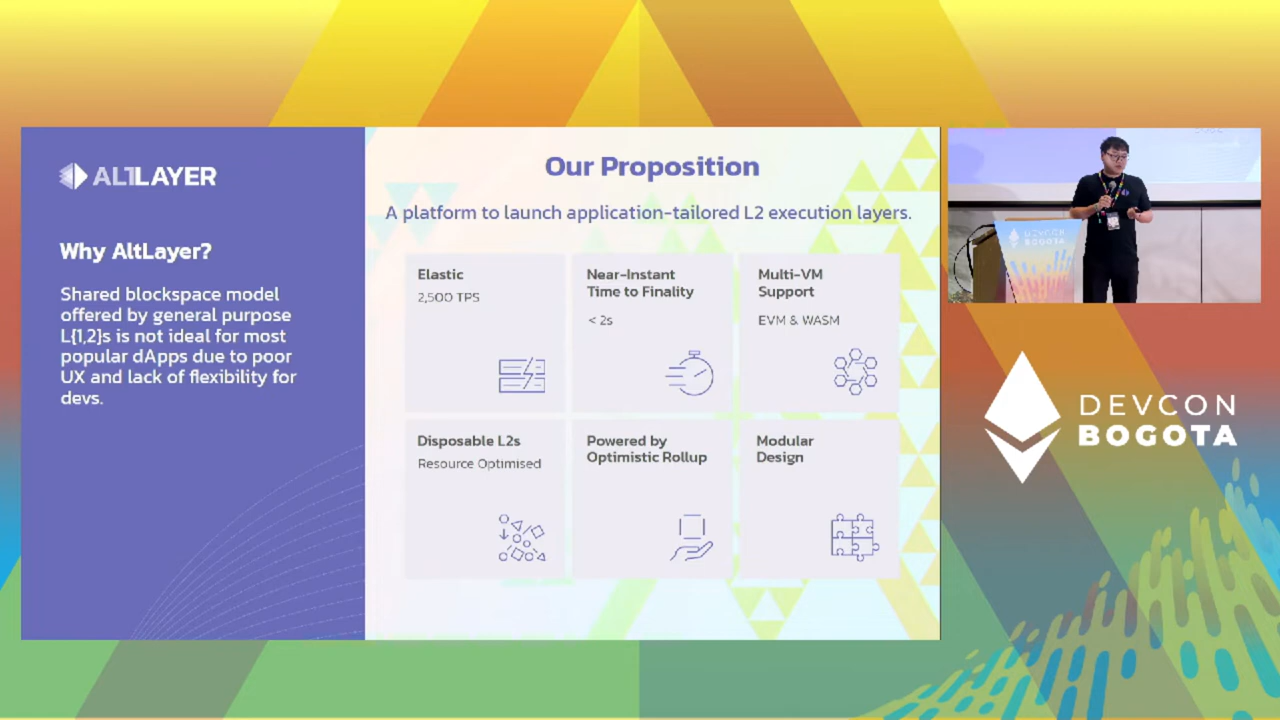 ALTLAYER
Why AltLayer?
Shared blockspace model
offered by general purpose
L{1,2}s is not ideal for most
popular dApps due to poor
UX and lack of flexibility for
devs.
Our Proposition
A platform to launch application-tailored L2 execution layers.
Elastic
2,500 TPS
Near-Instant
Time to Finality
< 2s
Multi-VM
Support
EVM & WASM
Disposable L2s
Resource Optimised
Powered by
Optimistic Rollup
Modular
Design
DEVCON
BOGOTA
DEVCON
BOGOTA